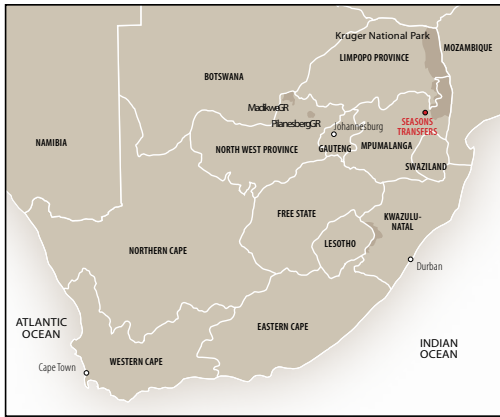 Kruger National Park
MOZAMBIQUE
LIMPOPO PROVINCE
BOTSWANA
MadikweGR
PilanesbergGR
Johannesburg
SEASONS
TRANSFERS
NAMIBIA
NORTH WEST PROVINCE
GAUTENG
MPUMALANGA
SWAZILAND
FREE STATE
KWAZULU-
NATAL
LESOTHO
NORTHERN CAPE
Durban
ATLANTIC
OCEAN
EASTERN CAPE
INDIAN
OCEAN
WESTERN CAPE
Cape Town